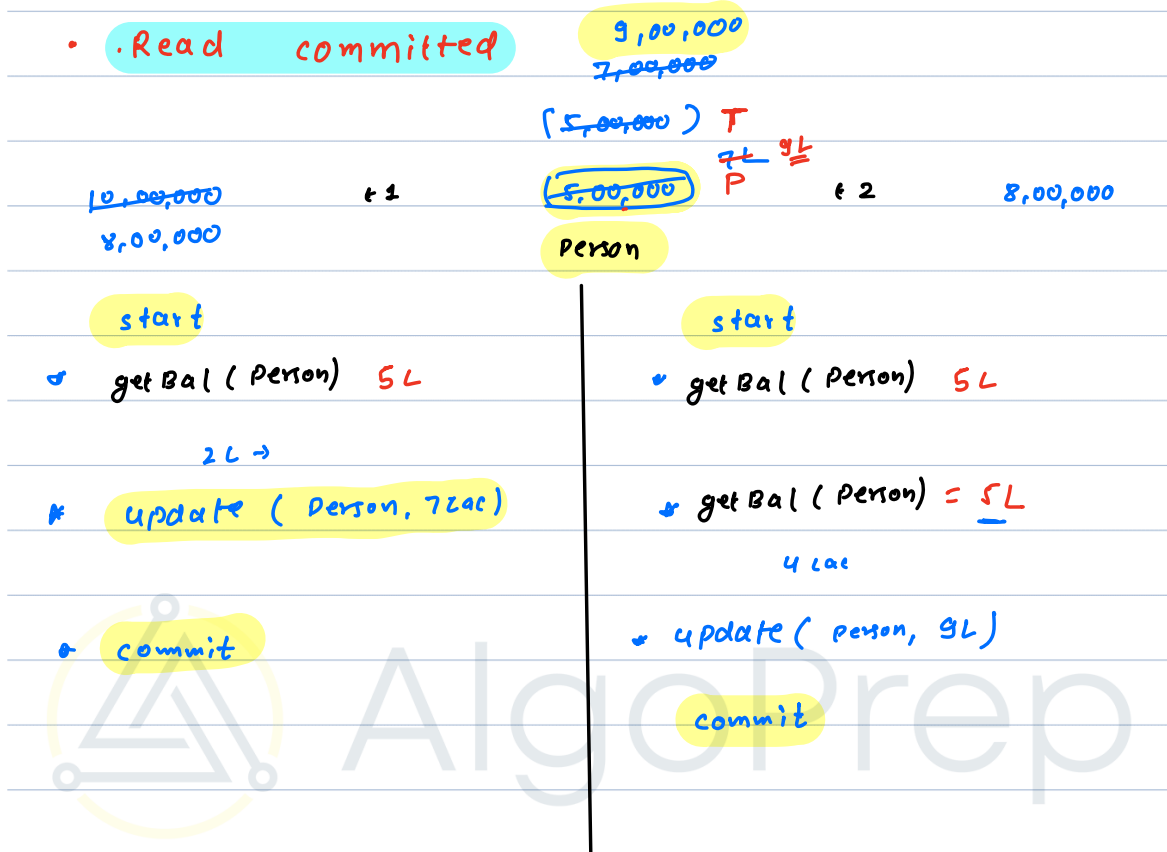 . Read committed
9,00,000
7,00,000
(5,00,000) T
7L 9L
P
10,00,000 t1 5,00,000 t2 8,00,000
8,00,000
Person
start start
getBal (Person) 5L getBal (Person) 5L
2L →
update ( Person, 7Lac) getBal (Person) = 5L
4 Lac
commit update ( Person, 9L)
commit
AlgoPrep